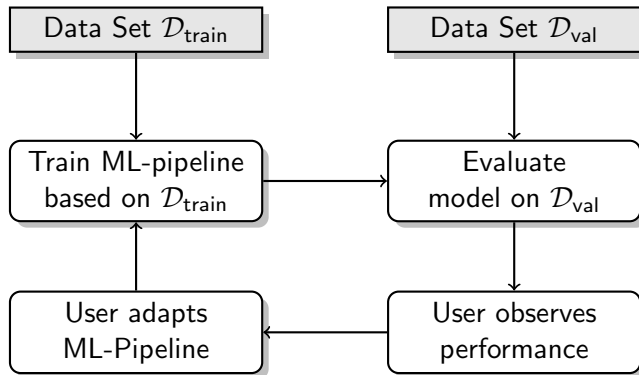 Data Set 𝒟train
Data Set 𝒟val
Train ML-pipeline
based on 𝒟train
Evaluate
model on 𝒟val
User adapts
ML-Pipeline
User observes
performance